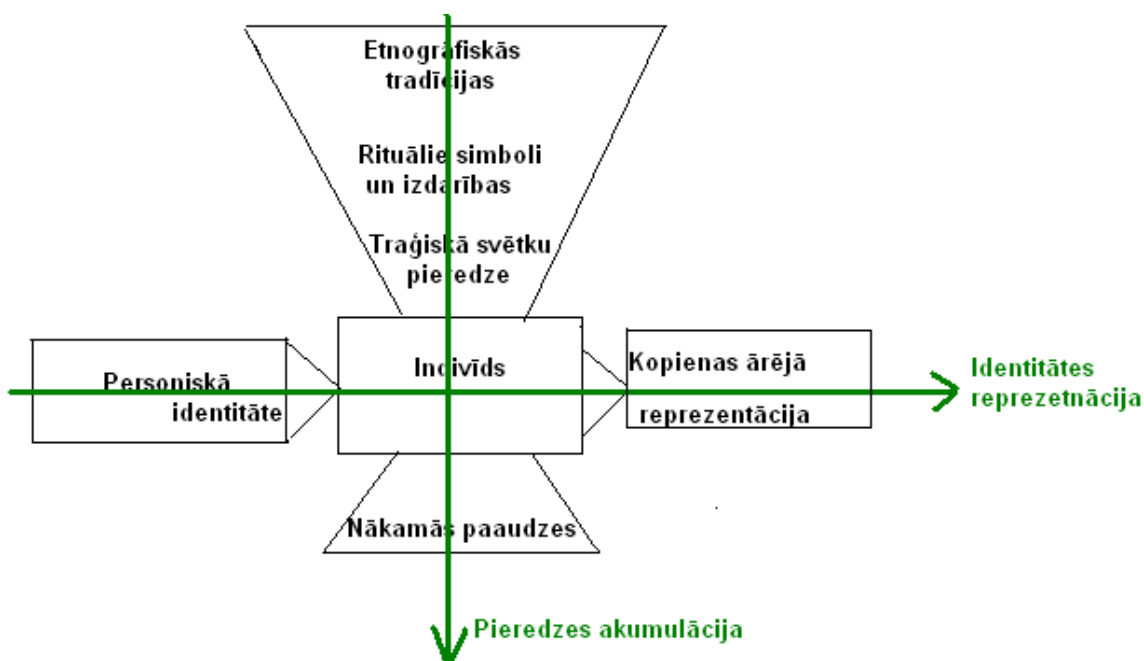 Etnogrāfiskās
tradīcijas
Rituālie simboli
un izdarības
Traģiskā svētku
pieredze
Indivīds
Personiskā
identitāte
Kopienas ārējā
reprezentācija
Identitātes
reprezetnācija
Nākamās paaudzes
Pieredzes akumulācija